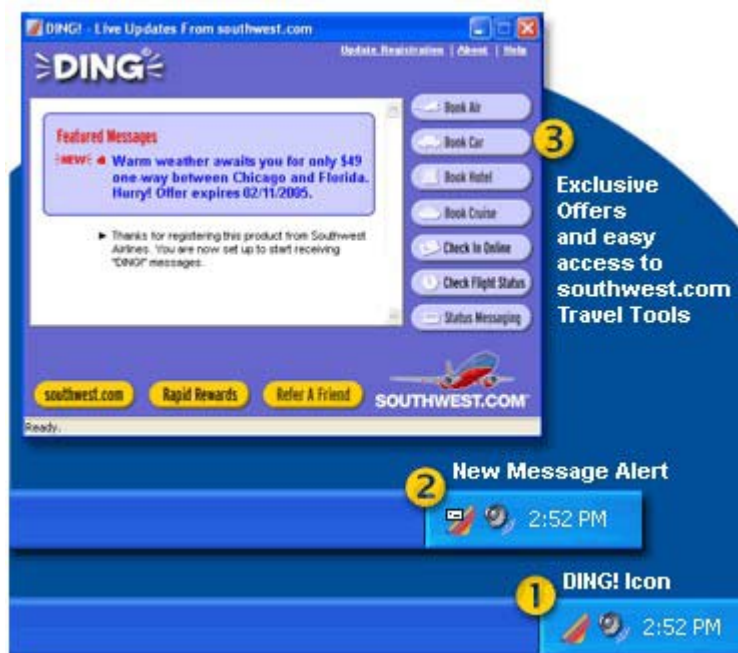 DING! - Live Updates From southwest.com
Update Registration | About | Help
DING!
Featured Messages
NEW! Warm weather awaits you for only $49
one way between Chicago and Florida.
Hurry! Offer expires 02/11/2005.
Thanks for registering this product from Southwest
Airlines. You are now set up to start receiving
"DING!" messages.
Book Air
Book Car
Book Hotel
Book Cruise
Check In Online
Check Flight Status
Status Messaging
southwest.com
Rapid Rewards
Refer A Friend
SOUTHWEST.COM
Ready.
3
Exclusive
Offers
and easy
access to
southwest.com
Travel Tools
New Message Alert
2
2:52 PM
DING! Icon
1
2:52 PM